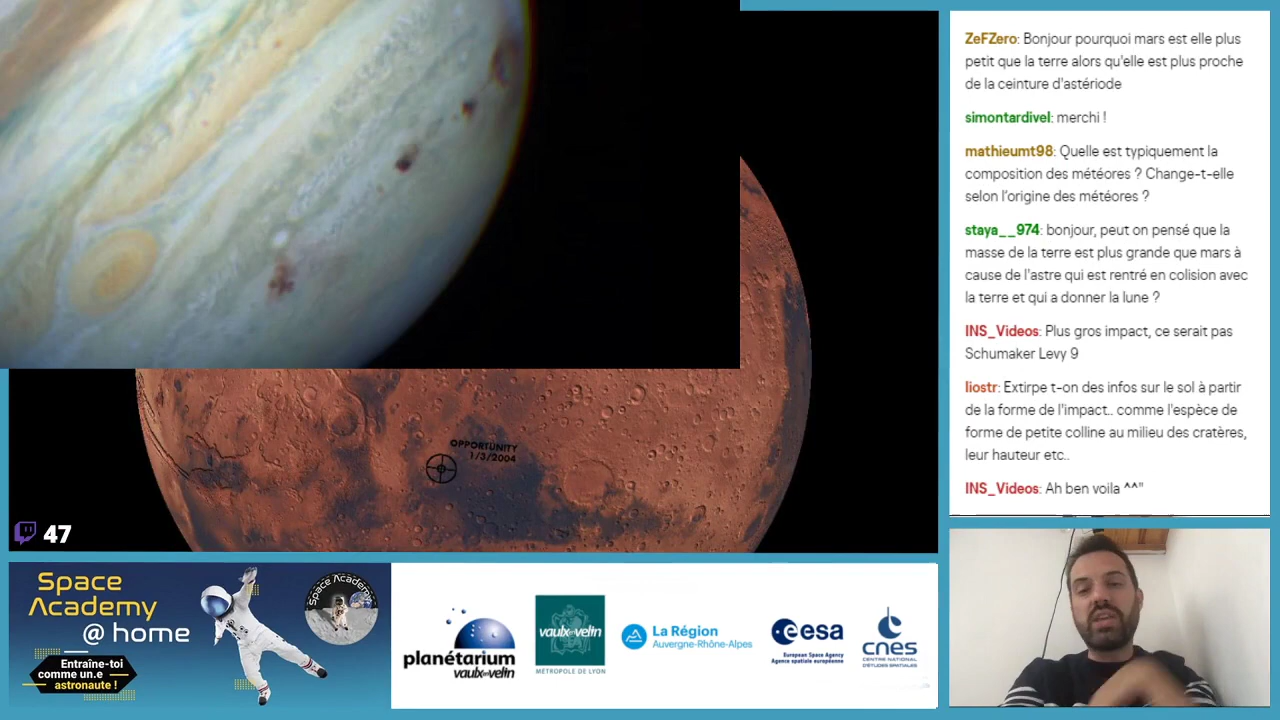 ZeFZero: Bonjour pourquoi mars est elle plus
petit que la terre alors qu'elle est plus proche
de la ceinture d'astériode
simontardivel: merchi !
mathieumt98: Quelle est typiquement la
composition des météores ? Change-t-elle
selon l'origine des météores ?
staya__974: bonjour, peut on pensé que la
masse de la terre est plus grande que mars à
cause de l'astre qui est rentré en colision avec
la terre et qui a donner la lune ?
INS_Videos: Plus gros impact, ce serait pas
Schumaker Levy 9
liostr: Extirpe t-on des infos sur le sol à partir
de la forme de l'impact.. comme l'espèce de
forme de petite colline au milieu des cratères,
leur hauteur etc..
INS_Videos: Ah ben voila ^^"
OPPORTUNITY
1/3/2004
47
Space
Academy
@ home
Entraîne-toi
comme un.e
astronaute !
Space Academy
planétarium
vaulx-en-velin
vaulx-en-velin
MÉTROPOLE DE LYON
La Région
Auvergne-Rhône-Alpes
esa
European Space Agency
Agence spatiale européenne
cnes
CENTRE NATIONAL
D'ÉTUDES SPATIALES